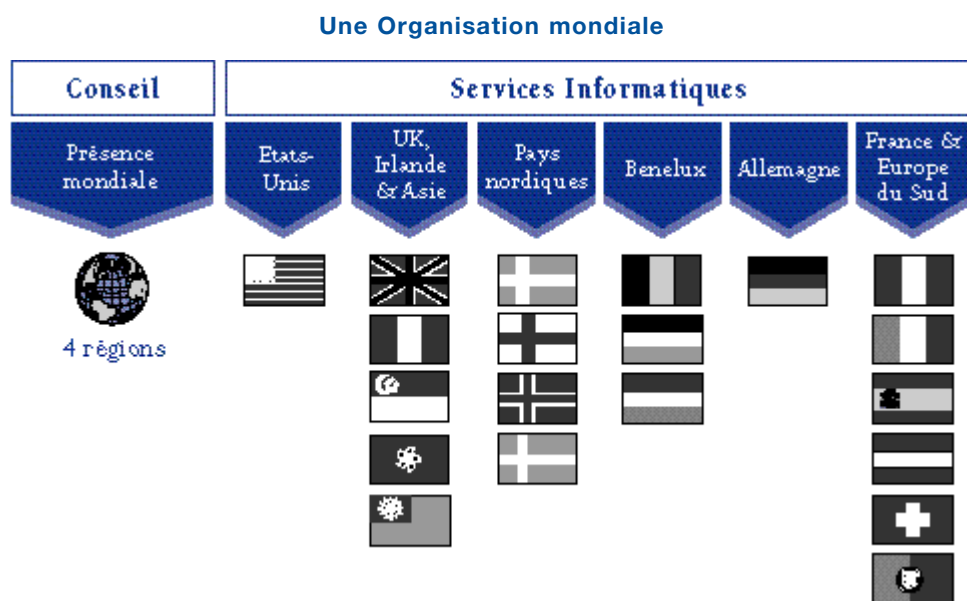 Une Organisation mondiale
Conseil
Services Informatiques
Présence
mondiale
Etats-
Unis
UK,
Irlande
& Asie
Pays
nordiques
Benelux
Allemagne
France &
Europe
du Sud
4 régions